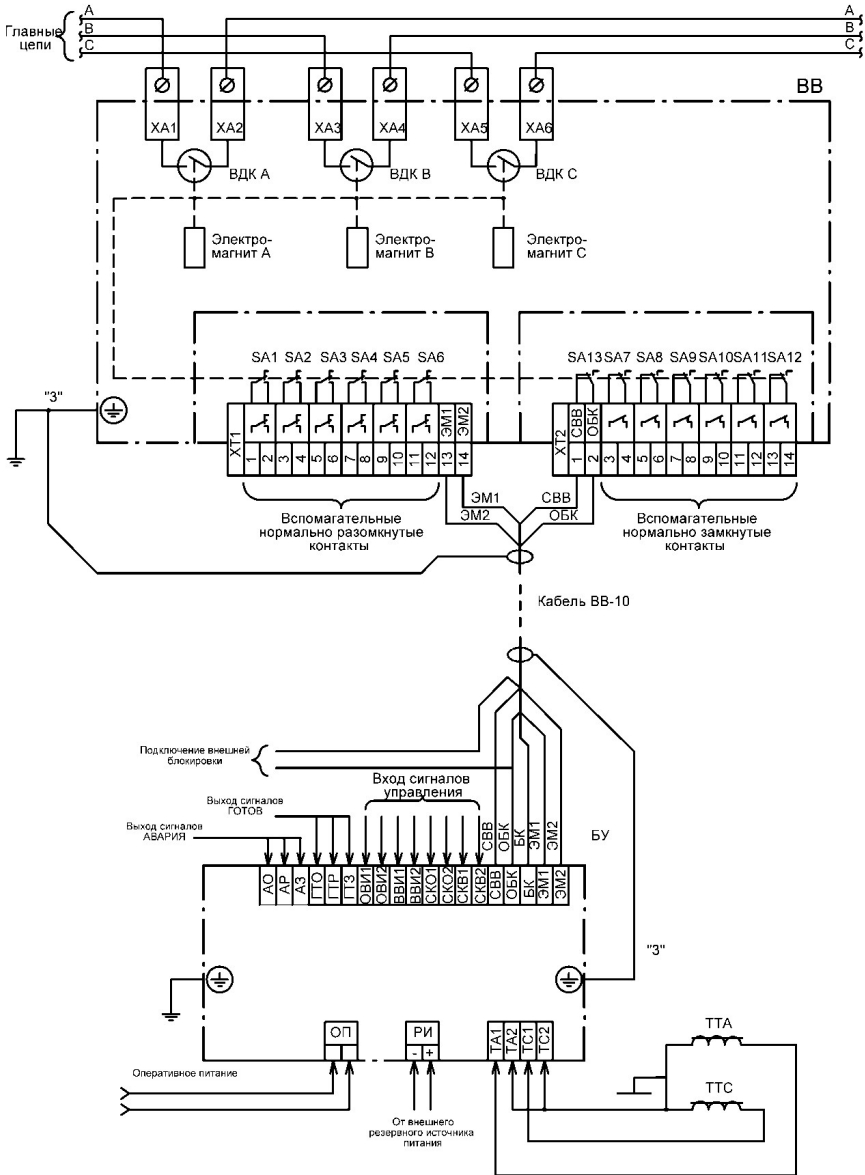 A
A
Главные
цепи
B
B
C
C
ВВ
XA1
XA2
XA3
XA4
XA5
XA6
ВДК A
ВДК B
ВДК C
Электро-
магнит A
Электро-
магнит B
Электро-
магнит C
SA1
SA2
SA3
SA4
SA5
SA6
SA13
SA7
SA8
SA9
SA10
SA11
SA12
"3"
XT1
ЭМ1
ЭМ2
XT2
СВВ
ОБК
1
2
3
4
5
6
7
8
9
10
11
12
13
14
1
2
3
4
5
6
7
8
9
10
11
12
13
14
ЭМ1
СВВ
ЭМ2
ОБК
Вспомагательные
нормально разомкнутые
контакты
Вспомагательные
нормально замкнутые
контакты
Кабель ВВ-10
Подключение внешней
блокировки
Вход сигналов
управления
Выход сигналов
ГОТОВ
Выход сигналов
АВАРИЯ
СВВ
ОБК
БК
ЭМ1
ЭМ2
БУ
АО
АР
АЗ
ГТО
ГТР
ГТЗ
ОВИ1
ОВИ2
ВВИ1
ВВИ2
СКО1
СКО2
СКВ1
СКВ2
СВВ
ОБК
БК
ЭМ1
ЭМ2
"3"
ОП
РИ
- +
ТА1
ТА2
ТС1
ТС2
ТТА
ТТС
Оперативное питание
От внешнего
резервного источника
питания